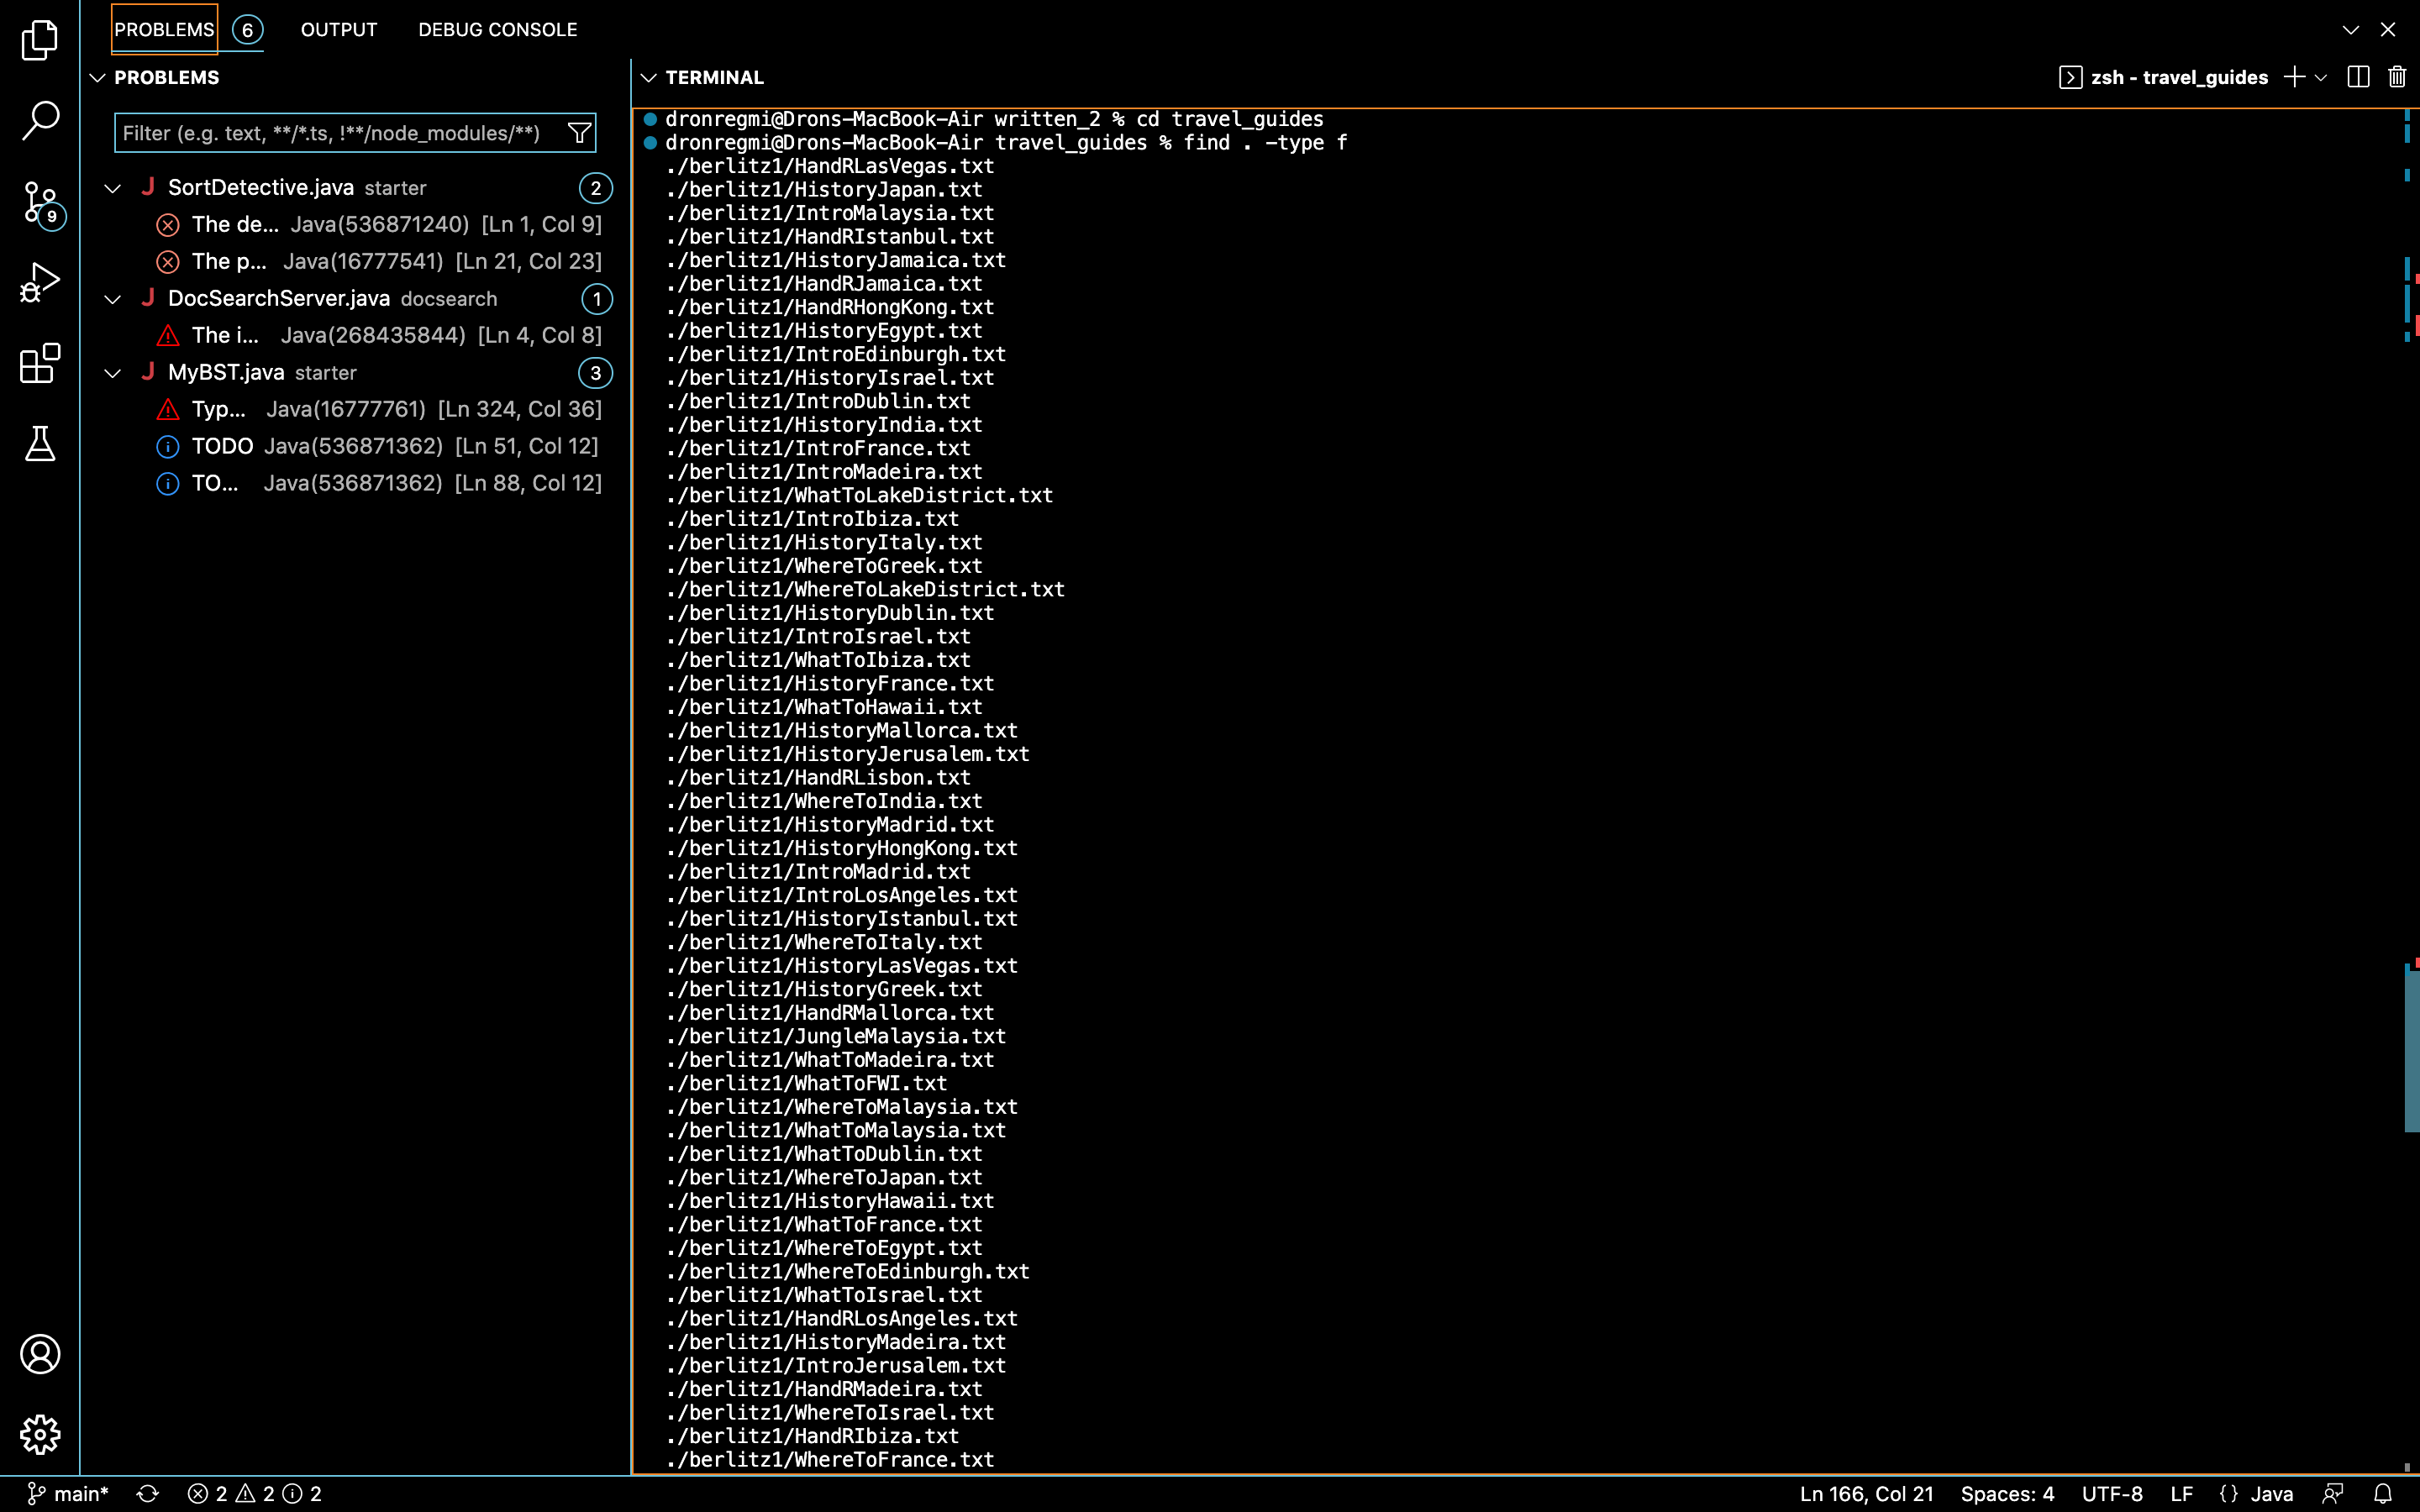 PROBLEMS 6 OUTPUT DEBUG CONSOLE
PROBLEMS
Filter (e.g. text, **/*.ts, !**/node_modules/**)
SortDetective.java starter 2
The de... Java(536871240) [Ln 1, Col 9]
The p... Java(16777541) [Ln 21, Col 23]
DocSearchServer.java docsearch 1
The i... Java(268435844) [Ln 4, Col 8]
MyBST.java starter 3
Typ... Java(16777761) [Ln 324, Col 36]
TODO Java(536871362) [Ln 51, Col 12]
TO... Java(536871362) [Ln 88, Col 12]
9
TERMINAL
zsh - travel_guides
dronregmi@Drons-MacBook-Air written_2 % cd travel_guides
dronregmi@Drons-MacBook-Air travel_guides % find . -type f
./berlitz1/HandRLasVegas.txt
./berlitz1/HistoryJapan.txt
./berlitz1/IntroMalaysia.txt
./berlitz1/HandRIstanbul.txt
./berlitz1/HistoryJamaica.txt
./berlitz1/HandRJamaica.txt
./berlitz1/HandRHongKong.txt
./berlitz1/HistoryEgypt.txt
./berlitz1/IntroEdinburgh.txt
./berlitz1/HistoryIsrael.txt
./berlitz1/IntroDublin.txt
./berlitz1/HistoryIndia.txt
./berlitz1/IntroFrance.txt
./berlitz1/IntroMadeira.txt
./berlitz1/WhatToLakeDistrict.txt
./berlitz1/IntroIbiza.txt
./berlitz1/HistoryItaly.txt
./berlitz1/WhereToGreek.txt
./berlitz1/WhereToLakeDistrict.txt
./berlitz1/HistoryDublin.txt
./berlitz1/IntroIsrael.txt
./berlitz1/WhatToIbiza.txt
./berlitz1/HistoryFrance.txt
./berlitz1/WhatToHawaii.txt
./berlitz1/HistoryMallorca.txt
./berlitz1/HistoryJerusalem.txt
./berlitz1/HandRLisbon.txt
./berlitz1/WhereToIndia.txt
./berlitz1/HistoryMadrid.txt
./berlitz1/HistoryHongKong.txt
./berlitz1/IntroMadrid.txt
./berlitz1/IntroLosAngeles.txt
./berlitz1/HistoryIstanbul.txt
./berlitz1/WhereToItaly.txt
./berlitz1/HistoryLasVegas.txt
./berlitz1/HistoryGreek.txt
./berlitz1/HandRMallorca.txt
./berlitz1/JungleMalaysia.txt
./berlitz1/WhatToMadeira.txt
./berlitz1/WhatToFWI.txt
./berlitz1/WhereToMalaysia.txt
./berlitz1/WhatToMalaysia.txt
./berlitz1/WhatToDublin.txt
./berlitz1/WhereToJapan.txt
./berlitz1/HistoryHawaii.txt
./berlitz1/WhatToFrance.txt
./berlitz1/WhereToEgypt.txt
./berlitz1/WhereToEdinburgh.txt
./berlitz1/WhatToIsrael.txt
./berlitz1/HandRLosAngeles.txt
./berlitz1/HistoryMadeira.txt
./berlitz1/IntroJerusalem.txt
./berlitz1/HandRMadeira.txt
./berlitz1/WhereToIsrael.txt
./berlitz1/HandRIbiza.txt
./berlitz1/WhereToFrance.txt
main* 2 2 2 Ln 166, Col 21 Spaces: 4 UTF-8 LF {} Java